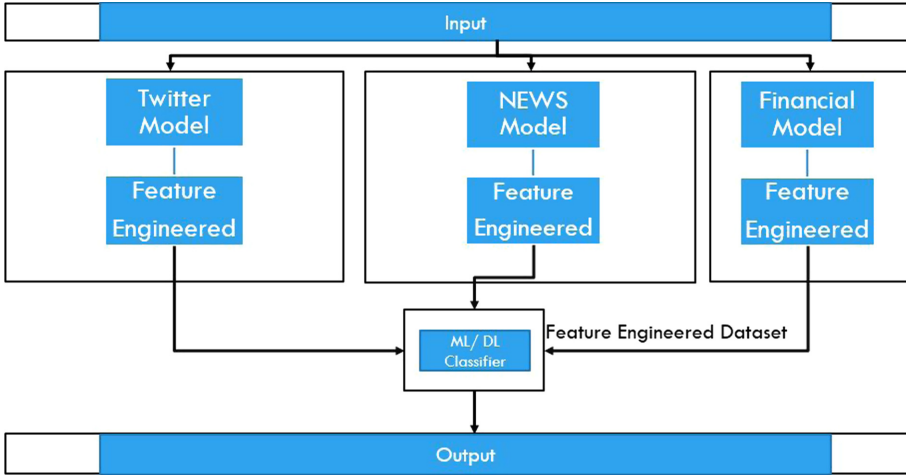 Input
Twitter
Model
NEWS
Model
Financial
Model
Feature
Engineered
Feature
Engineered
Feature
Engineered
ML/ DL
Classifier
Feature Engineered Dataset
Output